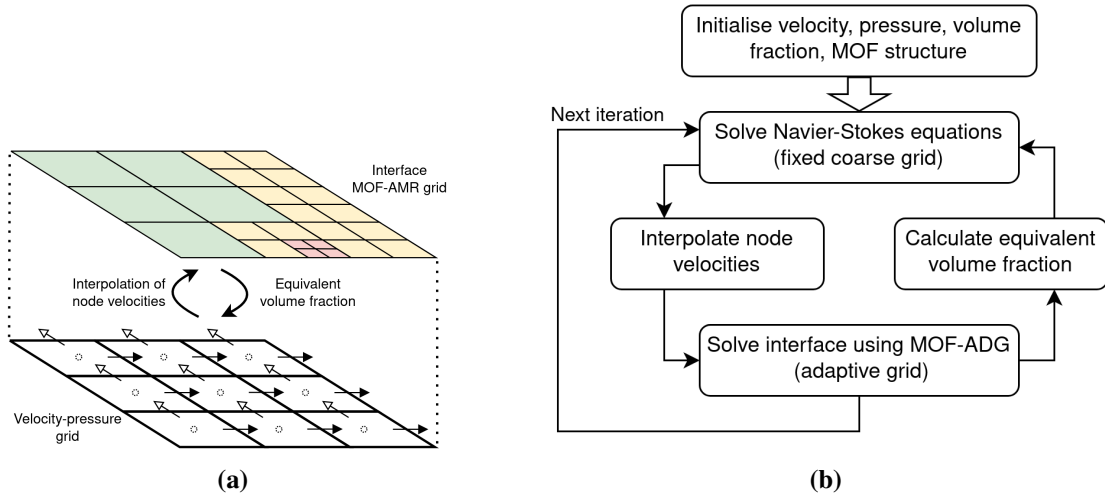 Interface
MOF-AMR grid
Interpolation of
node velocities
Equivalent
volume fraction
Velocity-pressure
grid
(a)
Initialise velocity, pressure, volume
fraction, MOF structure
Next iteration
Solve Navier-Stokes equations
(fixed coarse grid)
Interpolate node
velocities
Calculate equivalent
volume fraction
Solve interface using MOF-ADG
(adaptive grid)
(b)